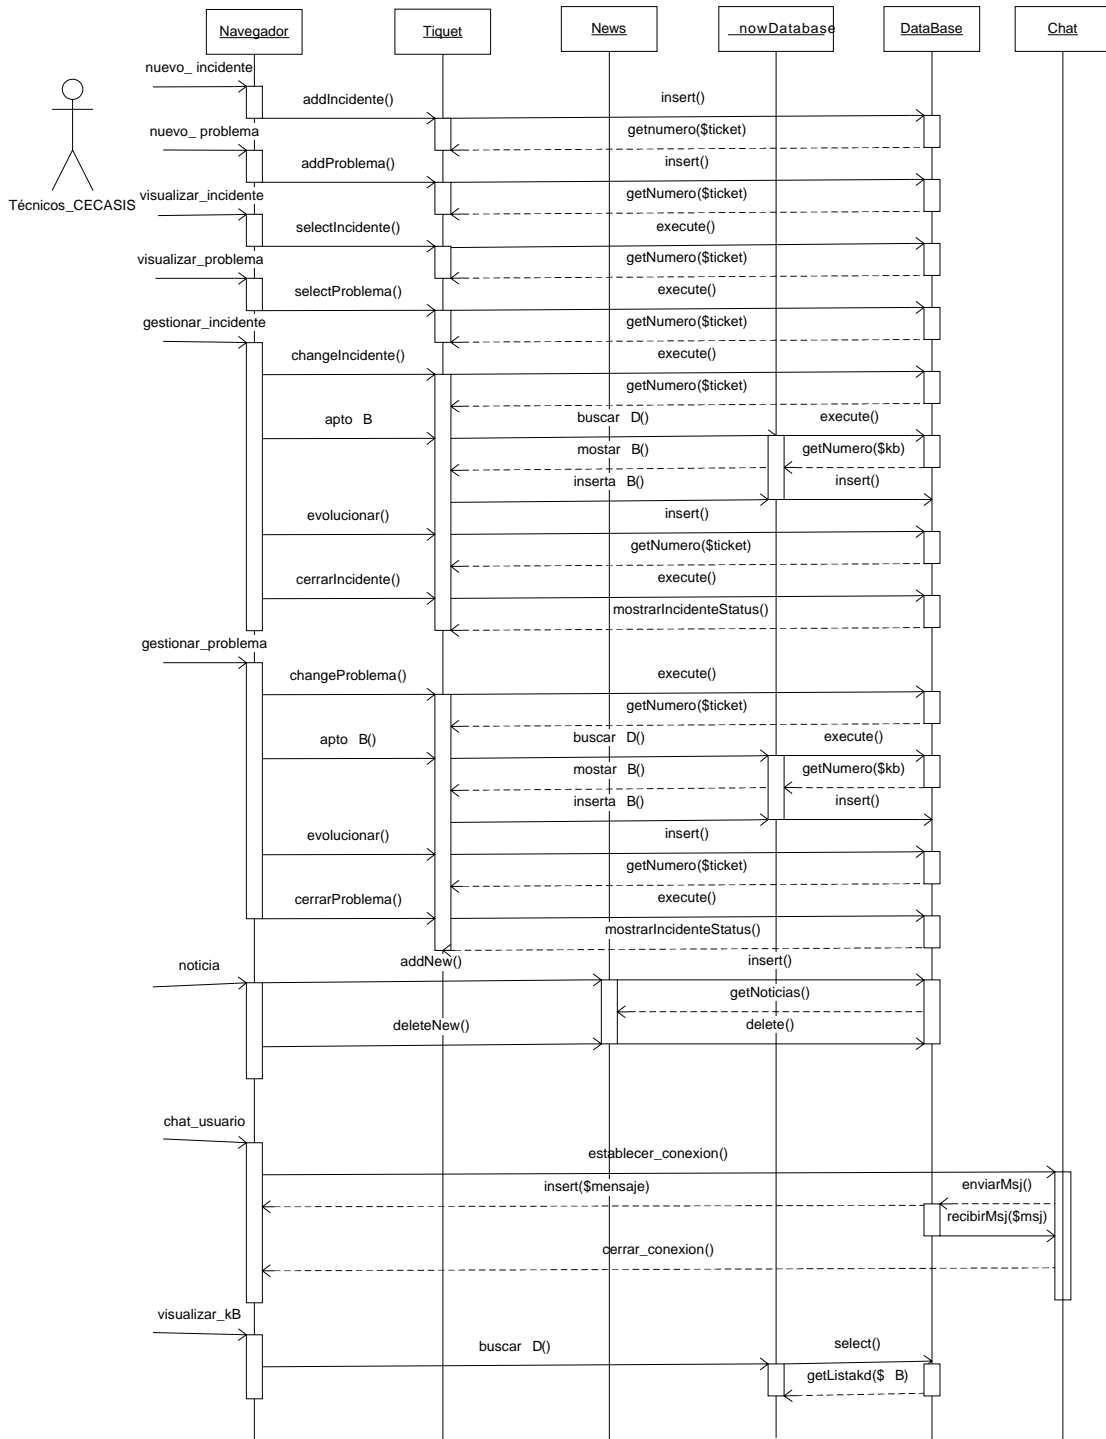 Navegador
Tiquet
News
_nowDatabase
DataBase
Chat
nuevo_ incidente
addIncidente()
insert()
getnumero($ticket)
nuevo_ problema
addProblema()
insert()
getNumero($ticket)
Técnicos_CECASIS
visualizar_incidente
selectIncidente()
execute()
getNumero($ticket)
visualizar_problema
selectProblema()
execute()
getNumero($ticket)
gestionar_incidente
changeIncidente()
execute()
getNumero($ticket)
apto B
buscar D()
execute()
mostar B()
getNumero($kb)
inserta B()
insert()
evolucionar()
insert()
getNumero($ticket)
cerrarIncidente()
execute()
mostrarIncidenteStatus()
gestionar_problema
changeProblema()
execute()
getNumero($ticket)
apto B()
buscar D()
execute()
mostar B()
getNumero($kb)
inserta B()
insert()
evolucionar()
insert()
getNumero($ticket)
cerrarProblema()
execute()
mostrarIncidenteStatus()
noticia
addNew()
insert()
getNoticias()
deleteNew()
delete()
chat_usuario
establecer_conexion()
insert($mensaje)
enviarMsj()
recibirMsj($msj)
cerrar_conexion()
visualizar_kB
buscar D()
select()
getListakd($ B)